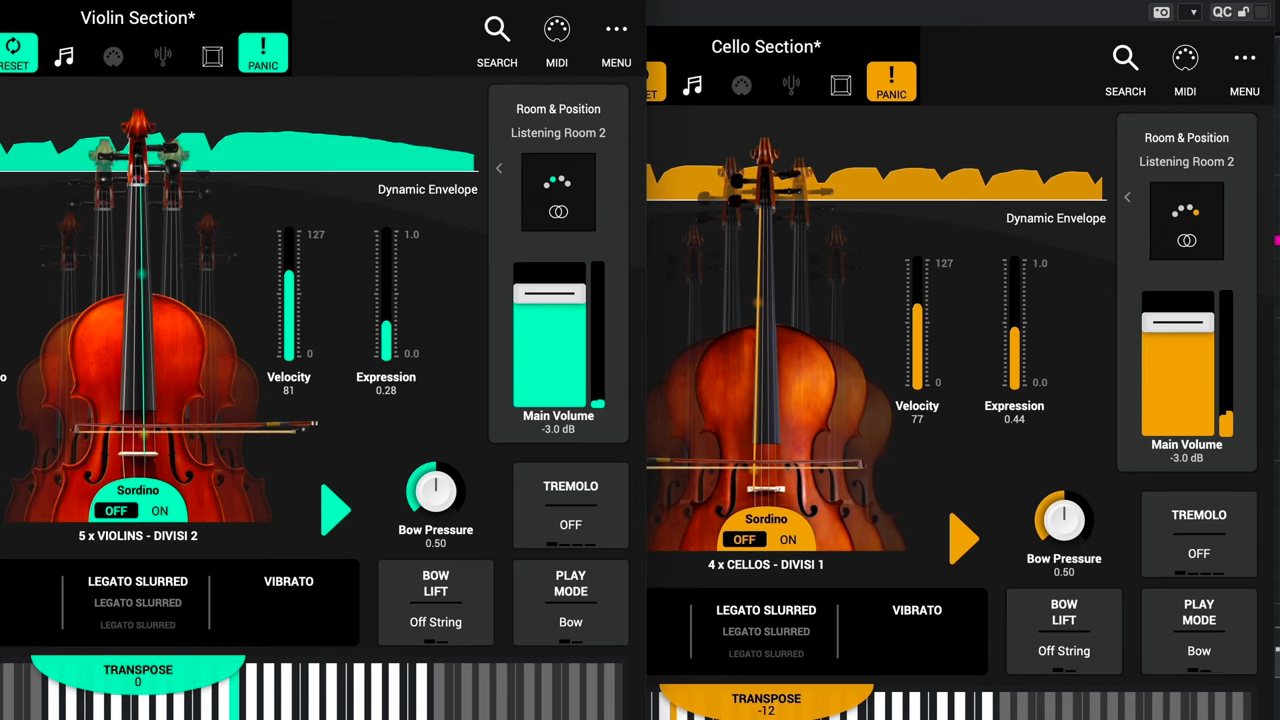 Violin Section*
RESET
PANIC
SEARCH
MIDI
MENU
Room & Position
Listening Room 2
Dynamic Envelope
127
1.0
0
0.0
Velocity
Expression
81
0.28
Main Volume
-3.0 dB
Sordino
OFF ON
5 x VIOLINS - DIVISI 2
Bow Pressure
0.50
TREMOLO
OFF
LEGATO SLURRED
LEGATO SLURRED
LEGATO SLURRED
VIBRATO
BOW
LIFT
Off String
PLAY
MODE
Bow
TRANSPOSE
0
QC
Cello Section*
ET
PANIC
SEARCH
MIDI
MENU
Room & Position
Listening Room 2
Dynamic Envelope
127
1.0
0
0.0
Velocity
Expression
77
0.44
Main Volume
-3.0 dB
Sordino
OFF ON
4 x CELLOS - DIVISI 1
Bow Pressure
0.50
TREMOLO
OFF
LEGATO SLURRED
LEGATO SLURRED
LEGATO SLURRED
VIBRATO
BOW
LIFT
Off String
PLAY
MODE
Bow
TRANSPOSE
-12